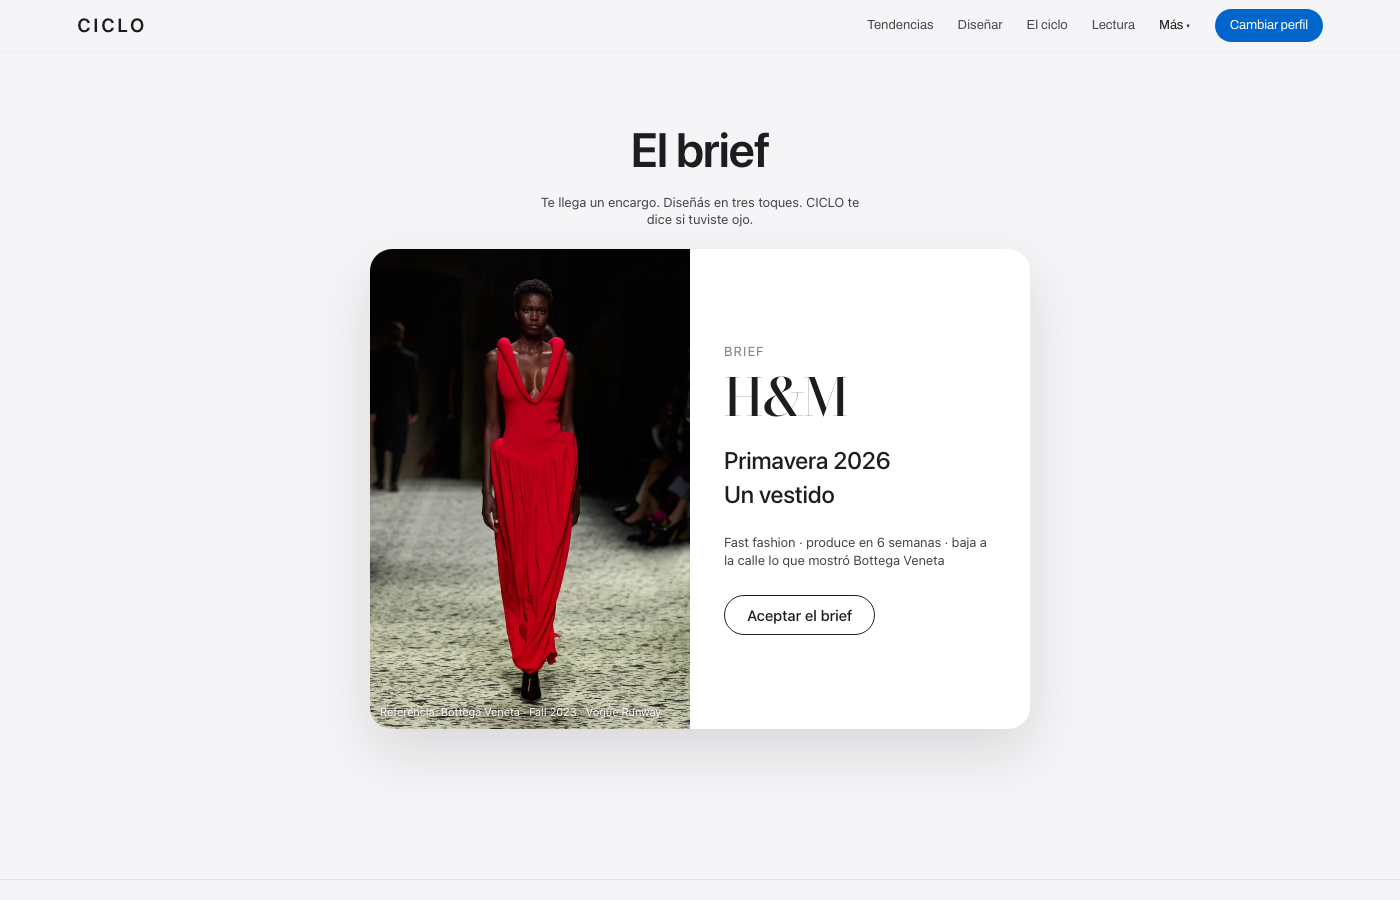 CICLO
Tendencias
Diseñar
El ciclo
Lectura
Más
Cambiar perfil
El brief
Te llega un encargo. Diseñás en tres toques. CICLO te
dice si tuviste ojo.
BRIEF
H&M
Primavera 2026
Un vestido
Fast fashion · produce en 6 semanas · baja a
la calle lo que mostró Bottega Veneta
Aceptar el brief
Referencia: Bottega Veneta · Fall 2023 · Vogue Runway